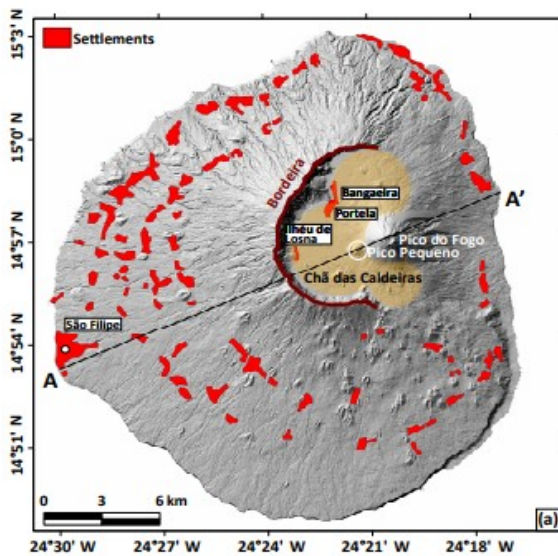 Settlements
15°3' N
15°0' N
14°57' N
14°54' N
14°51' N
Bordeira
Bangaeira
Portela
Ilhéu de
Losna
A'
Pico do Fogo
Pico Pequeno
Chã das Caldeiras
São Filipe
A
0 3 6 km
(a)
24°30' W 24°26' W 24°22' W 24°21' W 24°18' W